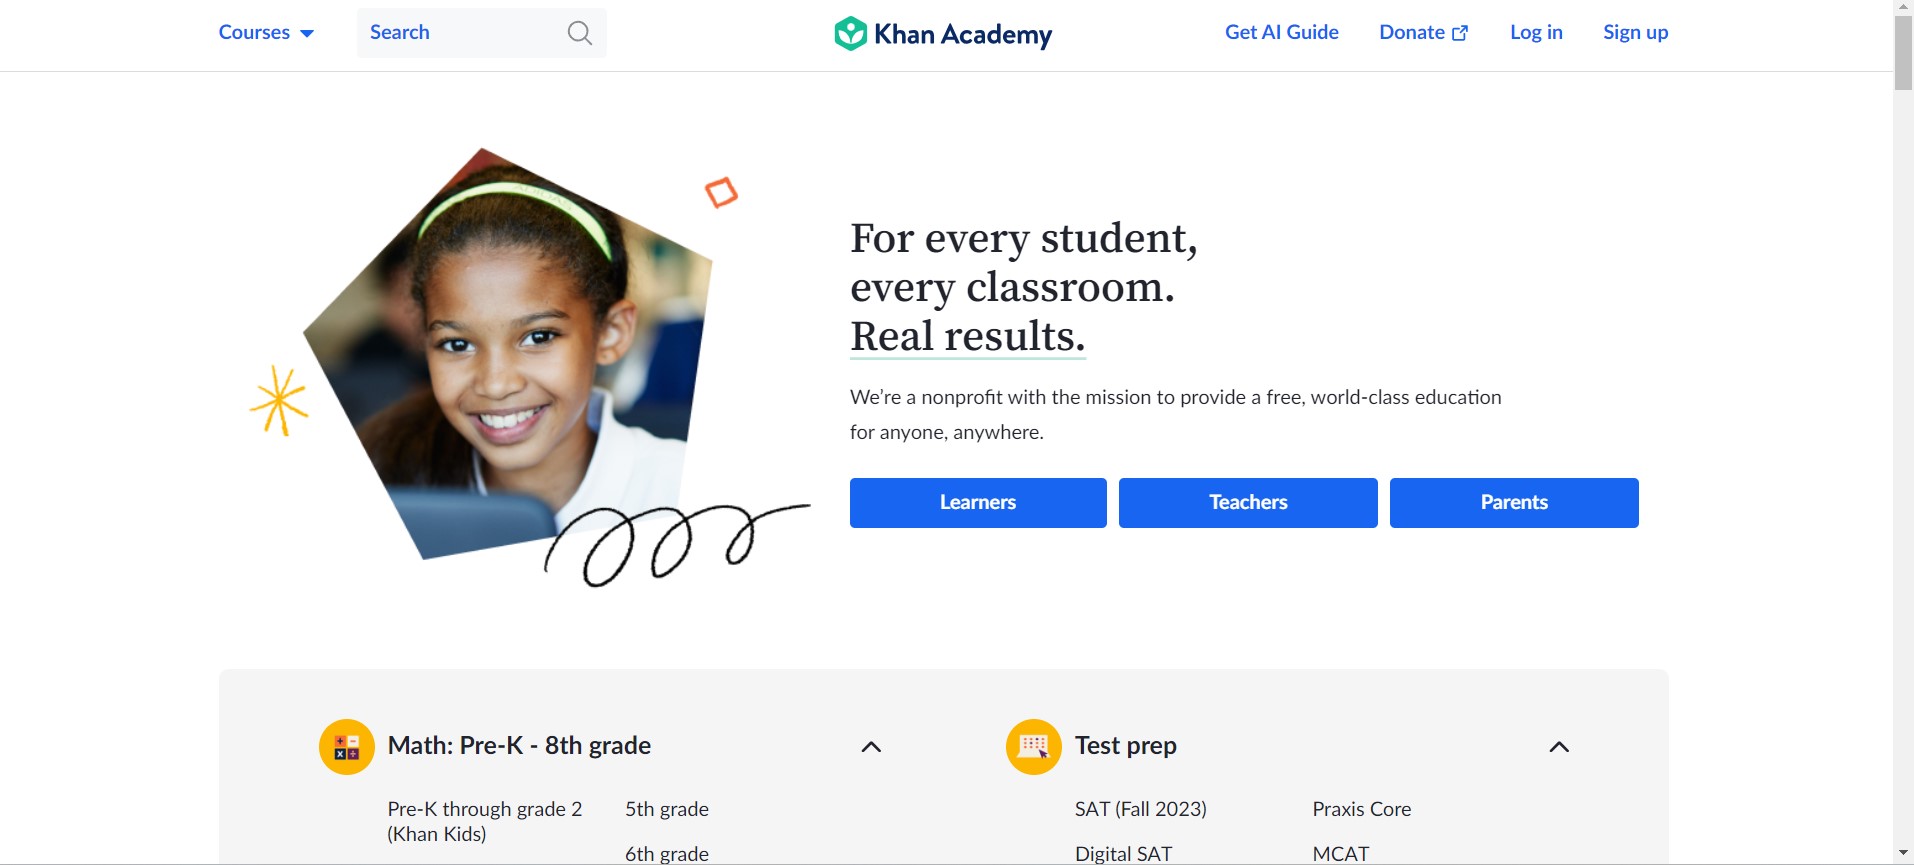 Courses
Search
Khan Academy
Get AI Guide
Donate
Log in
Sign up
For every student,
every classroom.
Real results.
We’re a nonprofit with the mission to provide a free, world-class education
for anyone, anywhere.
Learners
Teachers
Parents
Math: Pre-K - 8th grade
Pre-K through grade 2
(Khan Kids)
5th grade
6th grade
Test prep
SAT (Fall 2023)
Digital SAT
Praxis Core
MCAT